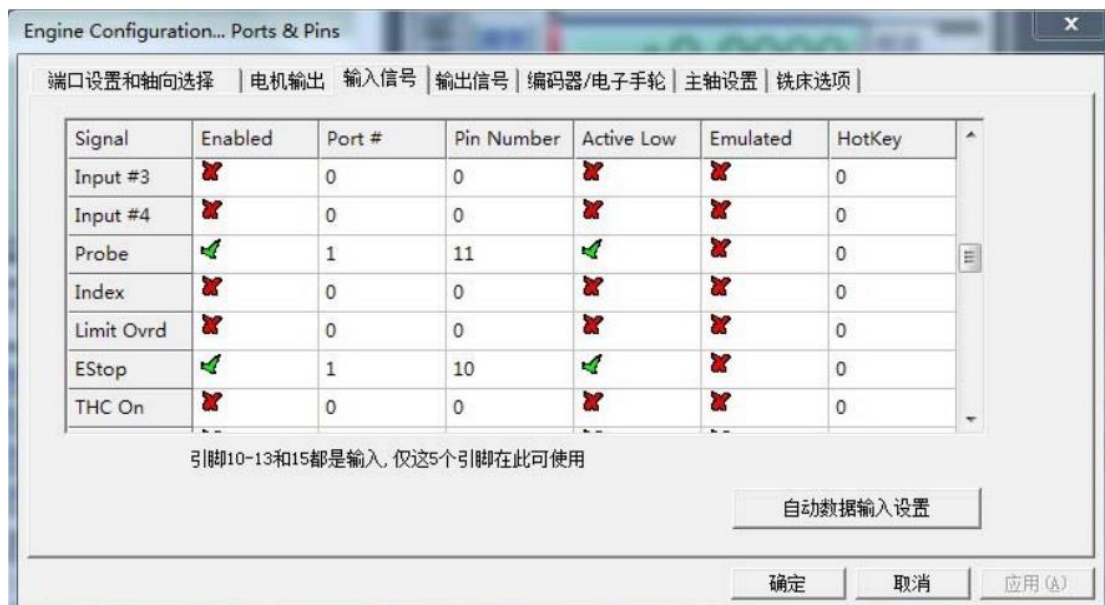 Engine Configuration... Ports & Pins
端口设置和轴向选择 电机输出 输入信号 输出信号 编码器/电子手轮 主轴设置 铣床选项
Signal Enabled Port # Pin Number Active Low Emulated HotKey
Input #3 0 0 0
Input #4 0 0 0
Probe 1 11 0
Index 0 0 0
Limit Ovrd 0 0 0
EStop 1 10 0
THC On 0 0 0
引脚10-13和15都是输入, 仅这5个引脚在此可使用
自动数据输入设置
确定 取消 应用(A)